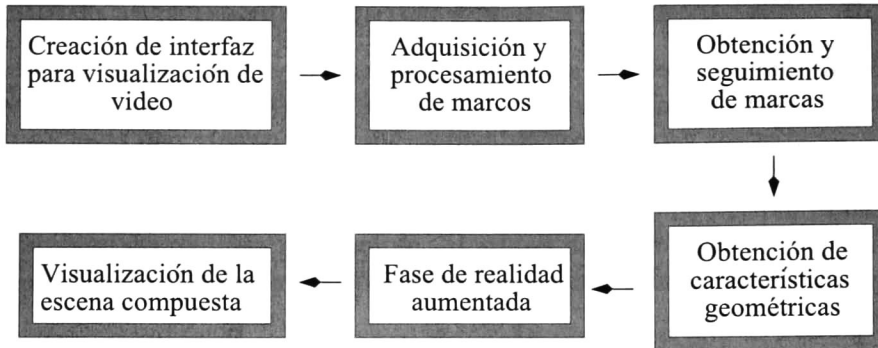 Creación de interfaz
para visualización de
video
Adquisición y
procesamiento
de marcos
Obtención y
seguimiento
de marcas
Obtención de
características
geométricas
Fase de realidad
aumentada
Visualización de la
escena compuesta